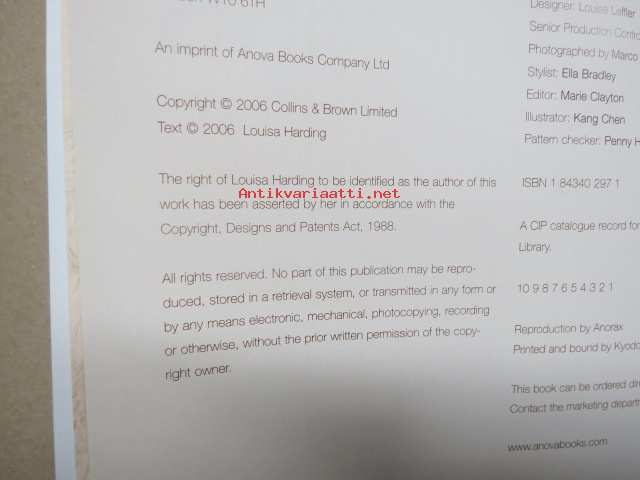 W10 6TH
An imprint of Anova Books Company Ltd
Copyright © 2006 Collins & Brown Limited
Text © 2006 Louisa Harding
The right of Louisa Harding to be identified as the author of this
Antikvariaatti.net
work has been asserted by her in accordance with the
Copyright, Designs and Patents Act, 1988.
All rights reserved. No part of this publication may be repro-
duced, stored in a retrieval system, or transmitted in any form or
by any means electronic, mechanical, photocopying, recording
or otherwise, without the prior written permission of the copy-
right owner.
Designer: Louise Leffler
Senior Production
Photographed by Marco
Stylist: Ella Bradley
Editor: Marie Clayton
Illustrator: Kang Chen
Pattern checker: Penny
ISBN 1 84340 297 1
A CIP catalogue record for
Library.
10 9 8 7 6 5 4 3 2 1
Reproduction by Anorax
Printed and bound by Kyodo
This book can be ordered
Contact the marketing
www.anovabooks.com